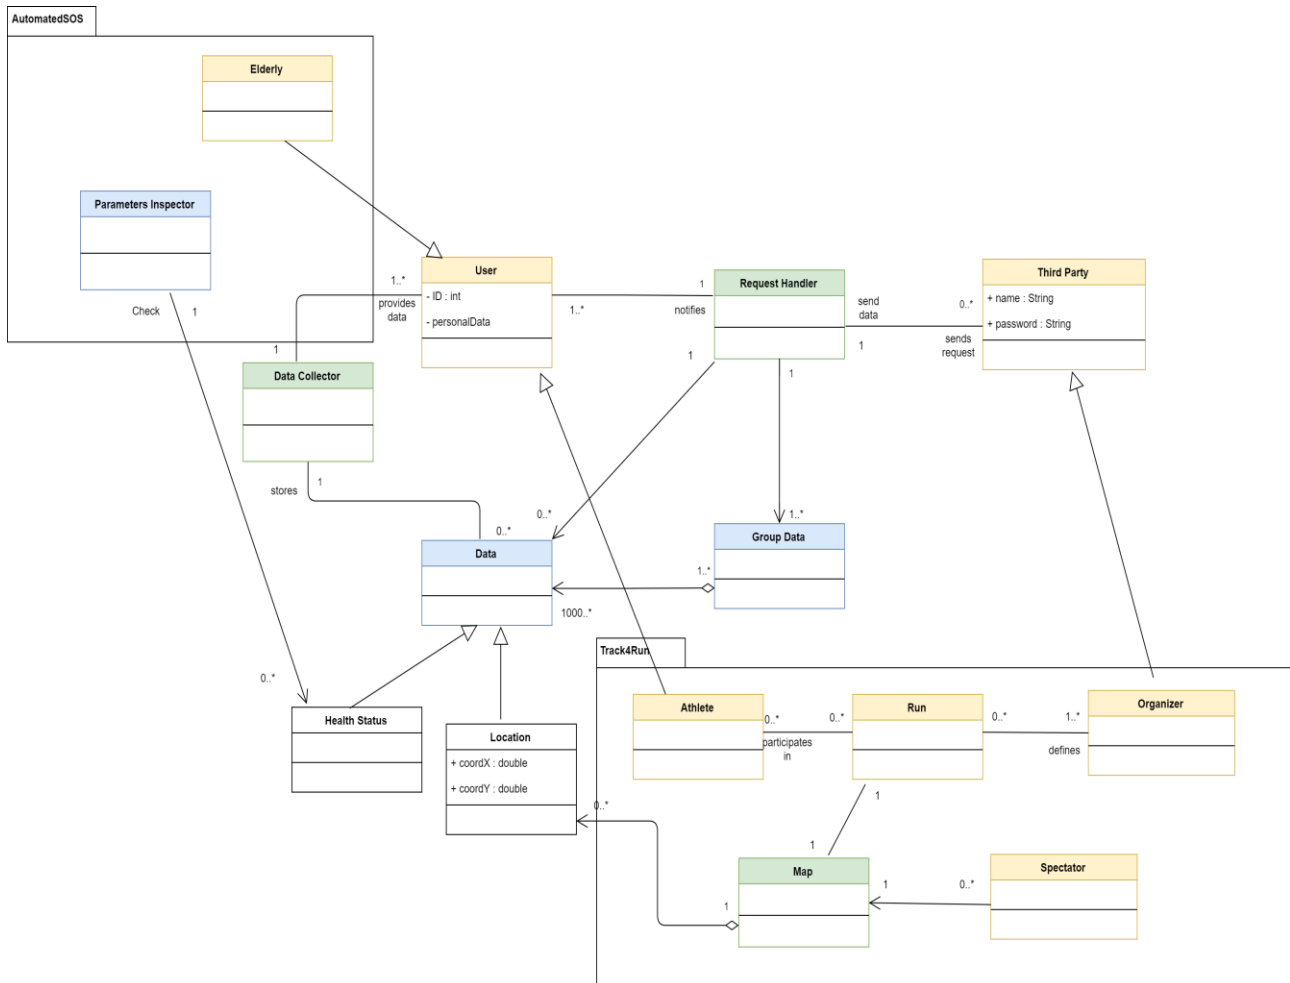 AutomatedSOS
Elderly
Parameters Inspector
Check
1
1..*
provides
data
1
User
- ID : int
- personalData
1..*
1
notifies
Request Handler
1
send
data
1
0..*
sends
request
Third Party
+ name : String
+ password : String
Data Collector
1
stores
1
0..*
0..*
1..*
Data
1000..*
1..*
Group Data
0..*
Health Status
Location
+ coordX : double
+ coordY : double
0..*
Track4Run
Athlete
0..*
participates
in
0..*
Run
0..*
1..*
defines
Organizer
1
1
Map
1
1
0..*
Spectator